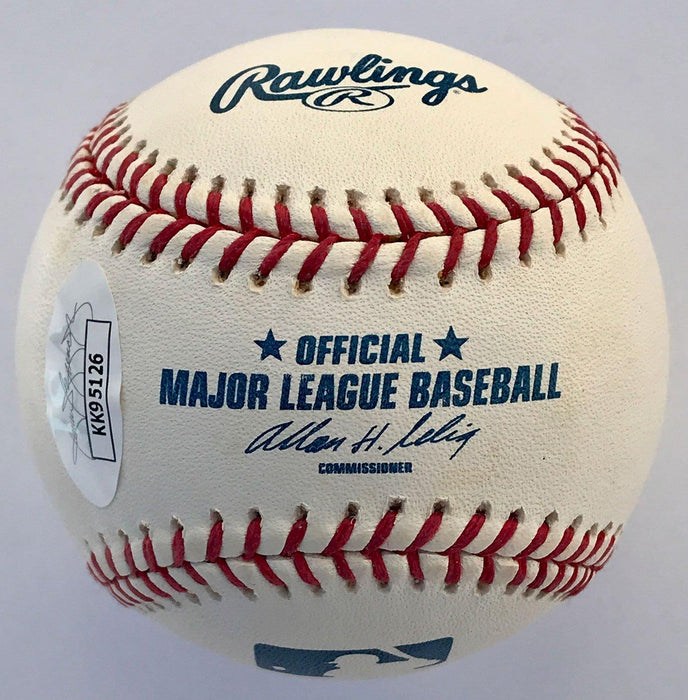 Rawlings
R
®
OFFICIAL
MAJOR LEAGUE BASEBALL
Allan H. Selig
COMMISSIONER
KK95126